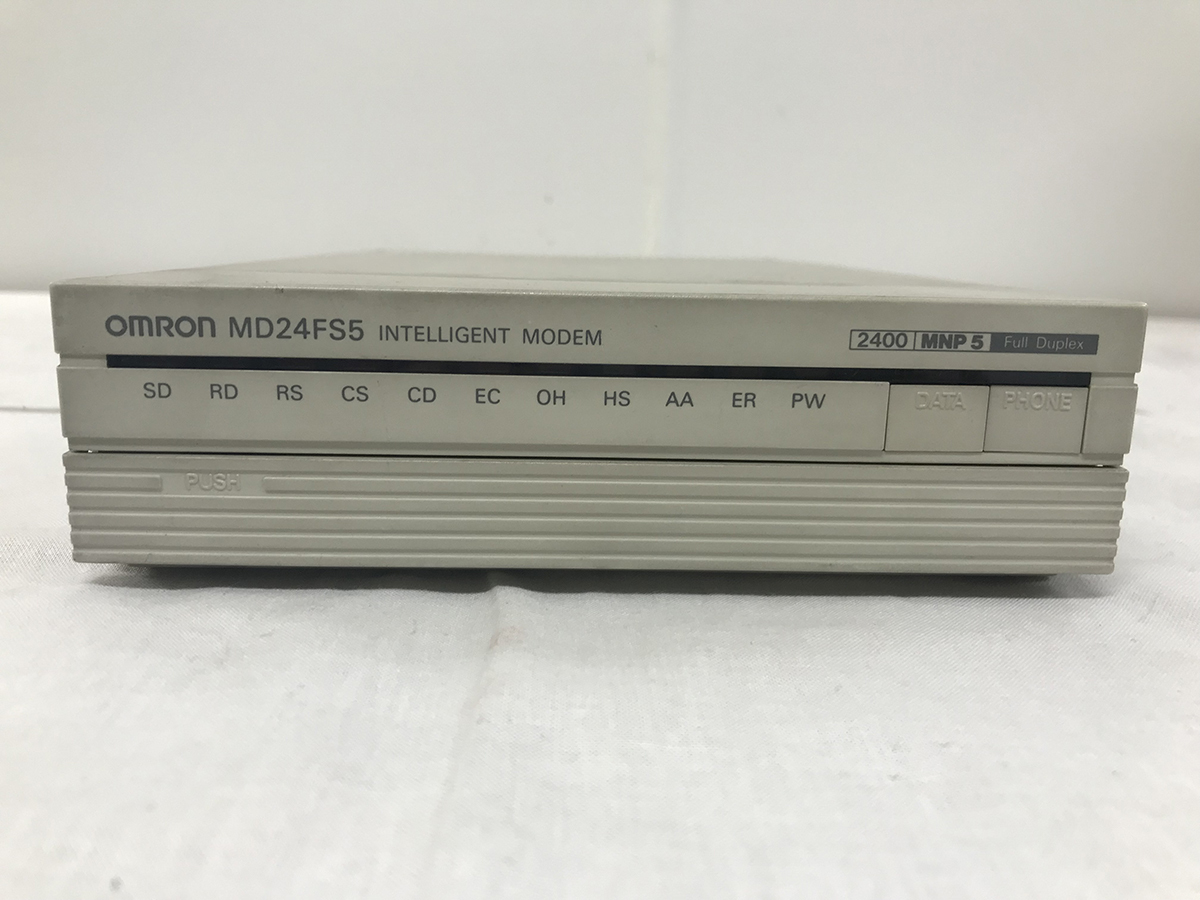 OMRON MD24FS5 INTELLIGENT MODEM 2400 MNP 5 Full Duplex
SD RD RS CS CD EC OH HS AA ER PW DATA PHONE
PUSH